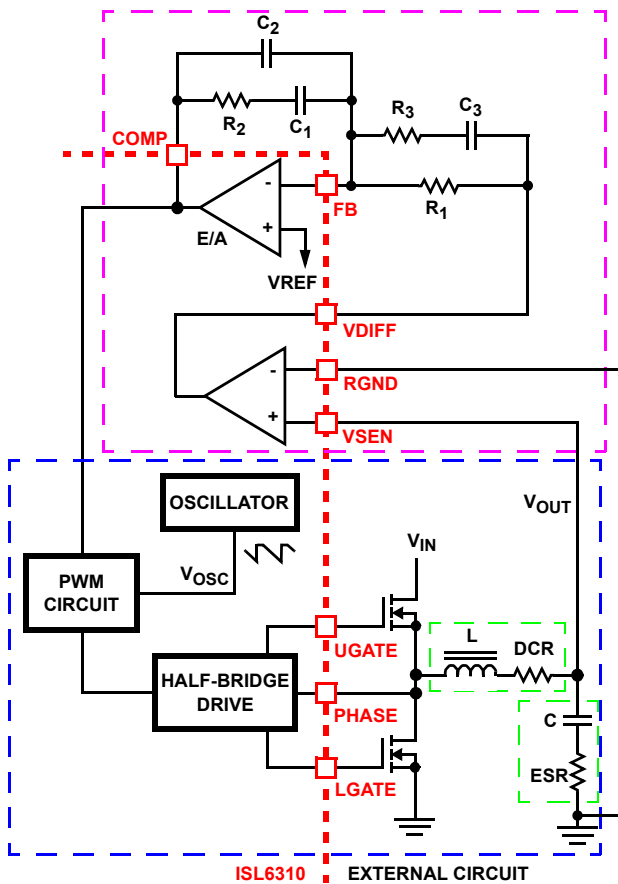 C2
R2
C1
COMP
R3
C3
-
+
E/A
FB
R1
VREF
VDIFF
-
RGND
+
VSEN
OSCILLATOR
VOUT
VOSC
VIN
PWM
CIRCUIT
UGATE
L
DCR
HALF-BRIDGE
DRIVE
PHASE
C
ESR
LGATE
ISL6310
EXTERNAL CIRCUIT